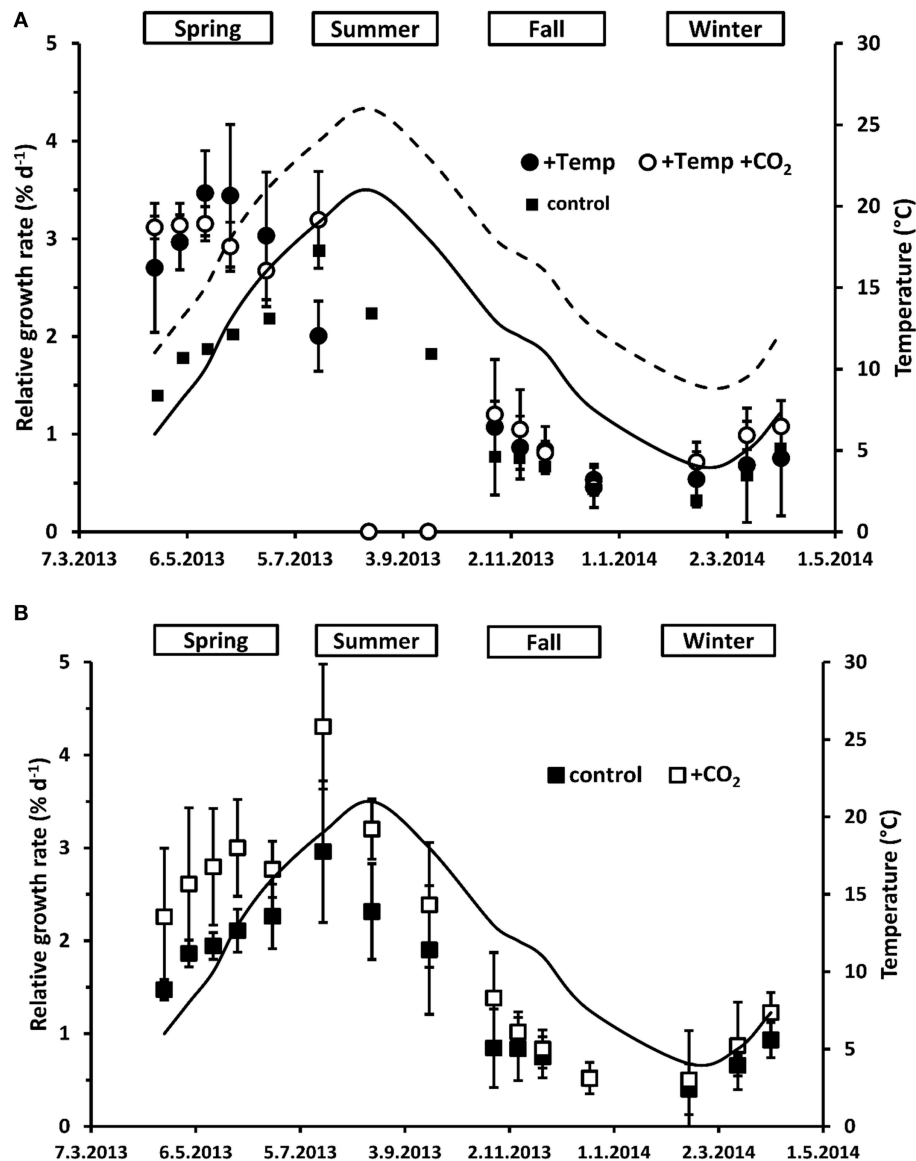 A
Spring Summer Fall Winter
5 30
4 25
3 20
2 15
1 10
0 5
0
Relative growth rate (% d⁻¹)
Temperature (°C)
+Temp +Temp +CO₂
control
7.3.2013 6.5.2013 5.7.2013 3.9.2013 2.11.2013 1.1.2014 2.3.2014 1.5.2014
B
Spring Summer Fall Winter
5 30
4 25
3 20
2 15
1 10
0 5
0
Relative growth rate (% d⁻¹)
Temperature (°C)
control +CO₂
7.3.2013 6.5.2013 5.7.2013 3.9.2013 2.11.2013 1.1.2014 2.3.2014 1.5.2014